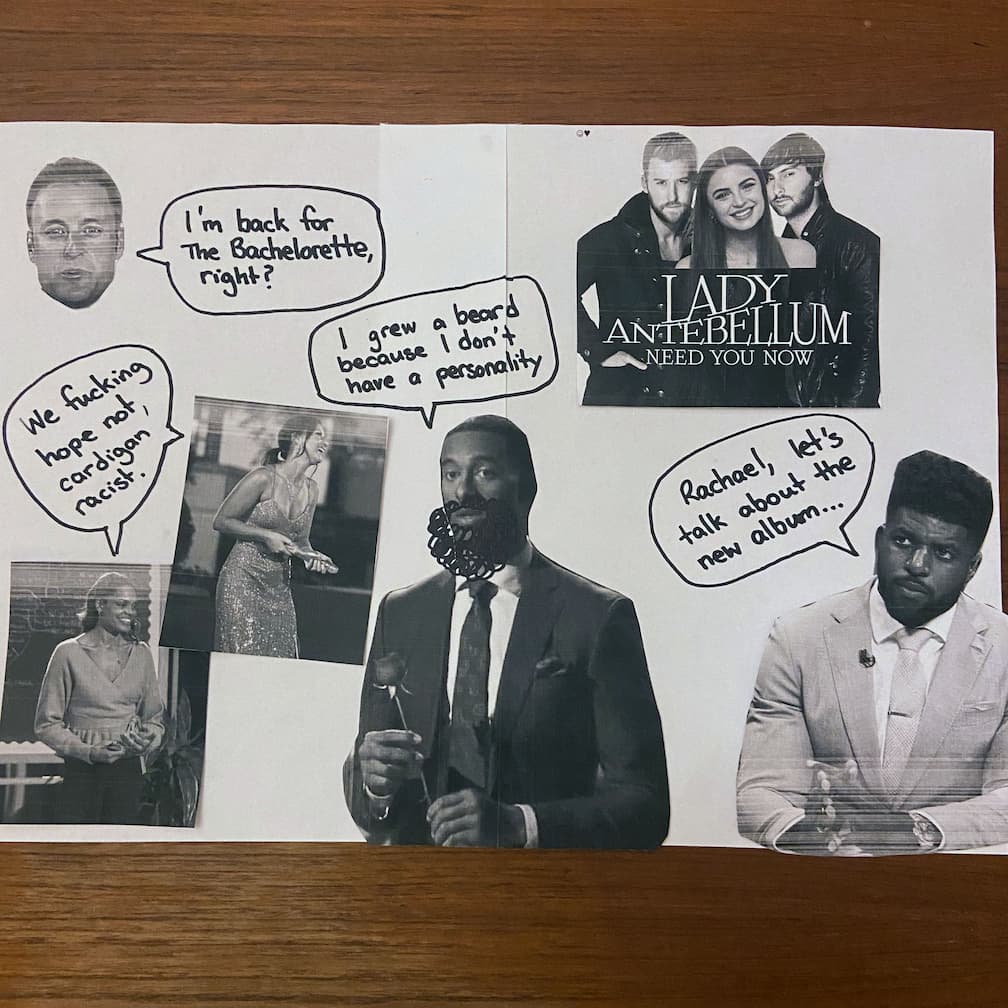 I'm back for
The Bachelorette,
right?
I grew a beard
because I don't
have a personality
LADY
ANTEBELLUM
NEED YOU NOW
We fucking
hope not,
cardigan
racist.
Rachael, let's
talk about the
new album...